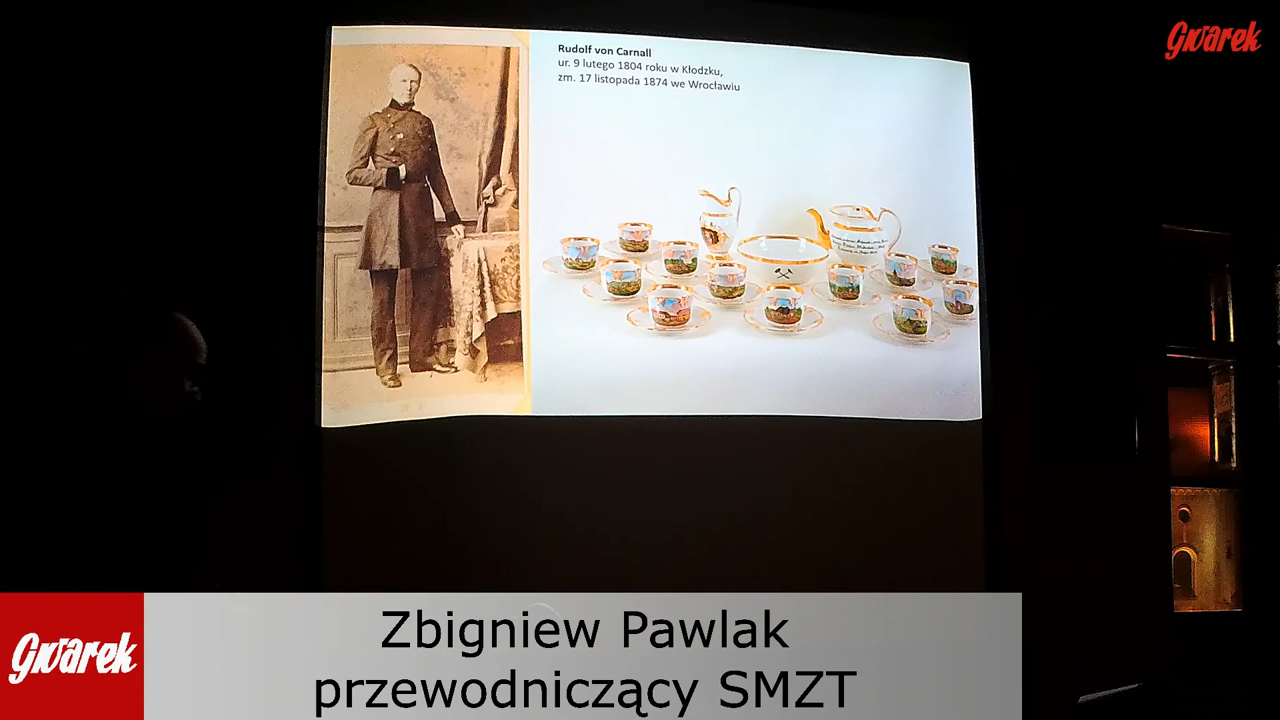 Gwarek
Rudolf von Carnall
ur. 9 lutego 1804 roku w Kłodzku,
zm. 17 listopada 1874 we Wrocławiu
Gwarek
Zbigniew Pawlak
przewodniczący SMZT